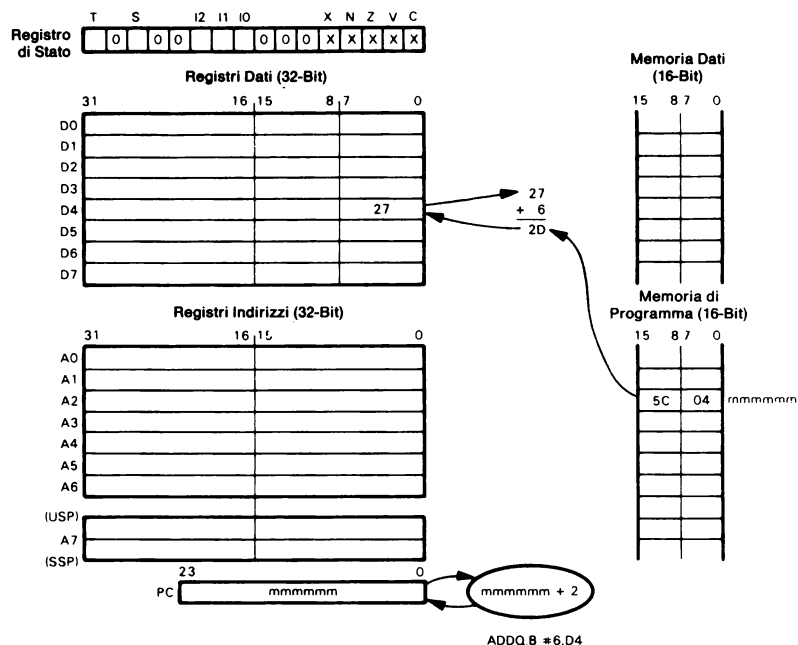 T S I2 I1 I0 X N Z V C
Registro di Stato
0 0 0 0 0 0 X X X X X
Registri Dati (32-Bit)
31 16 15 8 7 0
D0
D1
D2
D3
D4 27
D5
D6
D7
27
+ 6
2D
Memoria Dati
(16-Bit)
15 8 7 0
Registri Indirizzi (32-Bit)
31 16 15 0
A0
A1
A2
A3
A4
A5
A6
(USP)
A7
(SSP)
Memoria di
Programma (16-Bit)
15 8 7 0
5C 04 mmmmmm
23 0
PC mmmmmm
mmmmmm + 2
ADDQ.B #6,D4